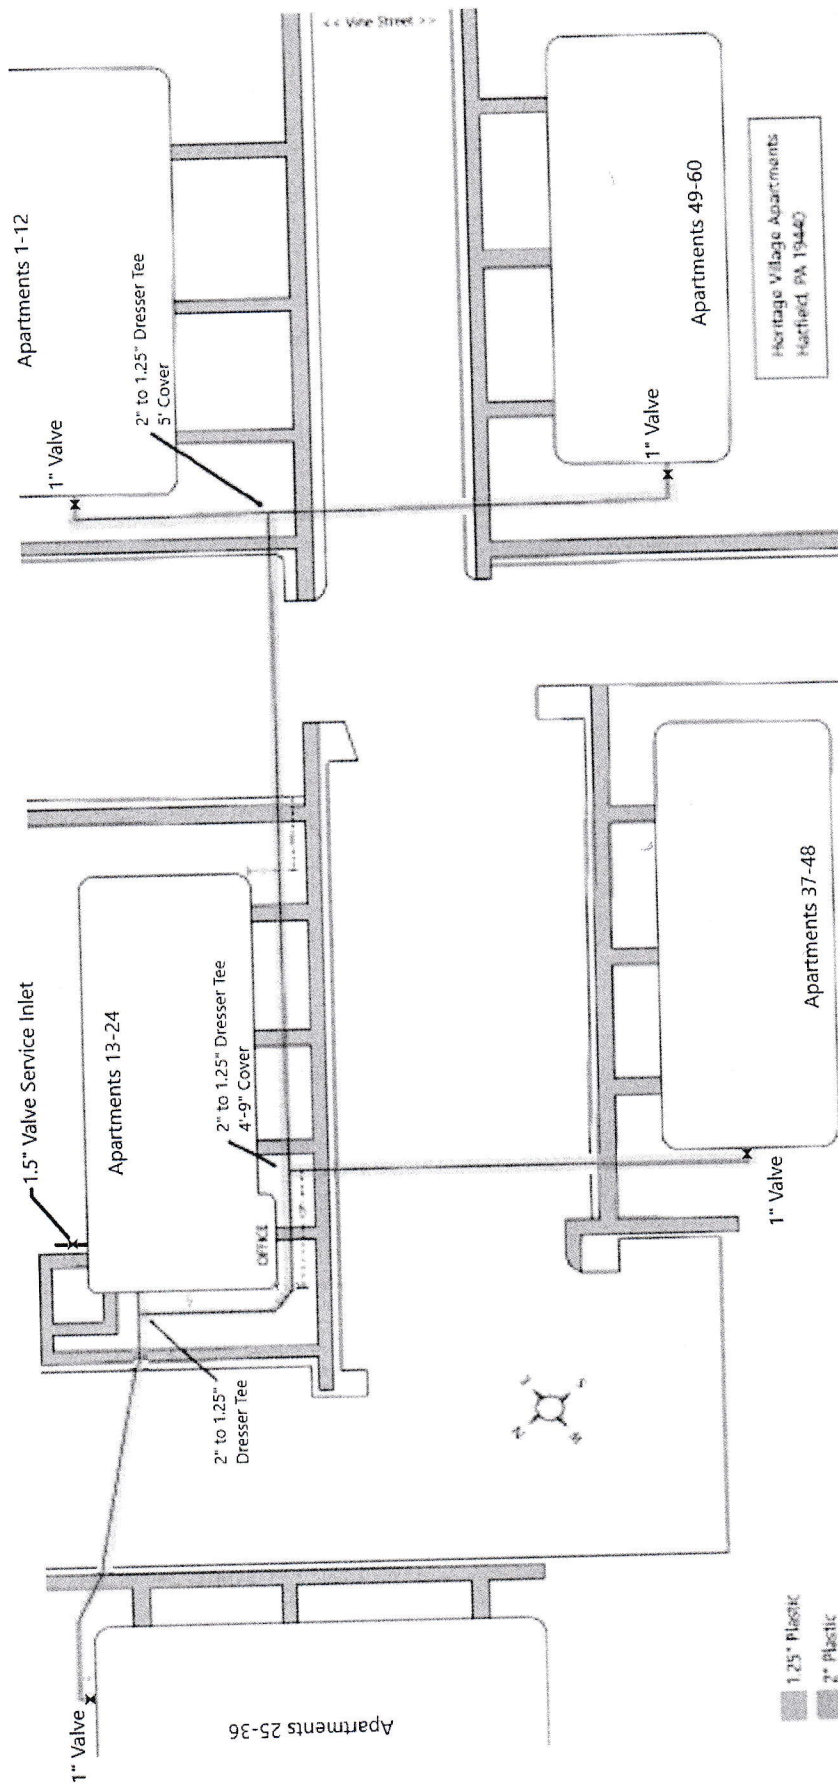 << Vine Street >>
Apartments 1-12
1" Valve
2" to 1.25" Dresser Tee
5' Cover
Apartments 49-60
1" Valve
Heritage Village Apartments
Hatfield, PA 19440
1.5" Valve Service Inlet
Apartments 13-24
2" to 1.25" Dresser Tee
4'-9" Cover
OFFICE
2" to 1.25"
Dresser Tee
Apartments 37-48
1" Valve
1" Valve
Apartments 25-36
1.25" Plastic
2" Plastic